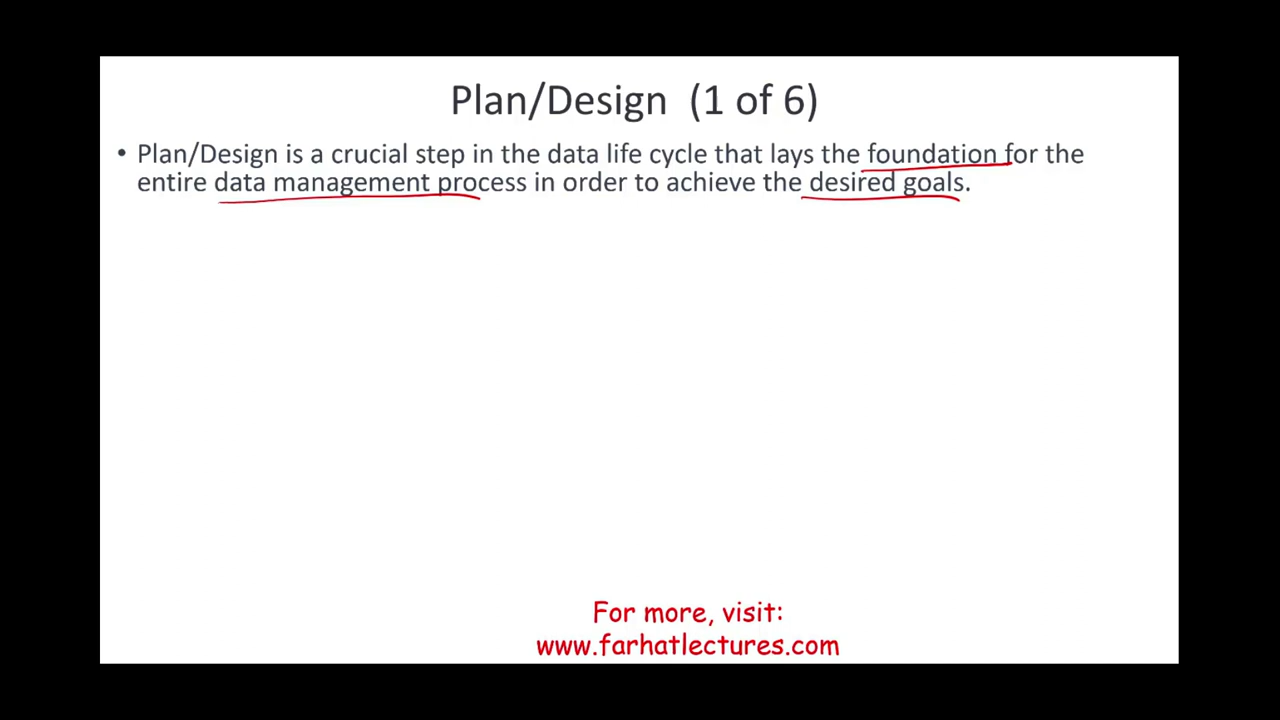 Plan/Design (1 of 6)
• Plan/Design is a crucial step in the data life cycle that lays the foundation for the
entire data management process in order to achieve the desired goals.
For more, visit:
www.farhatlectures.com